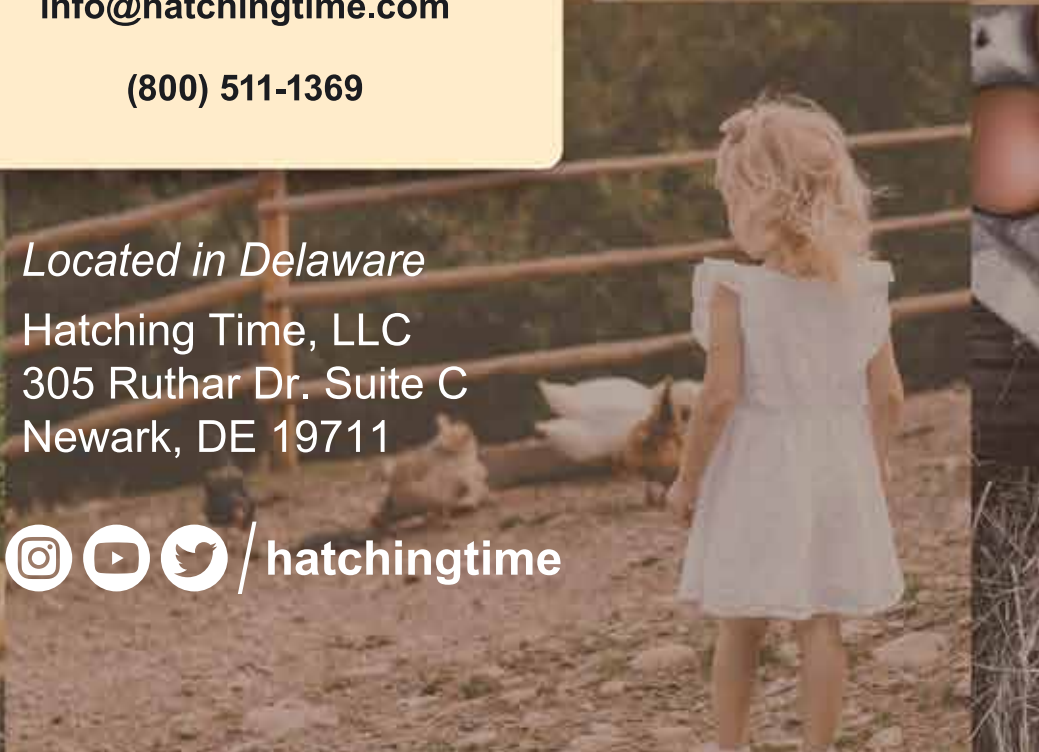 info@hatchingtime.com
(800) 511-1369
Located in Delaware
Hatching Time, LLC
305 Ruthar Dr. Suite C
Newark, DE 19711
/hatchingtime